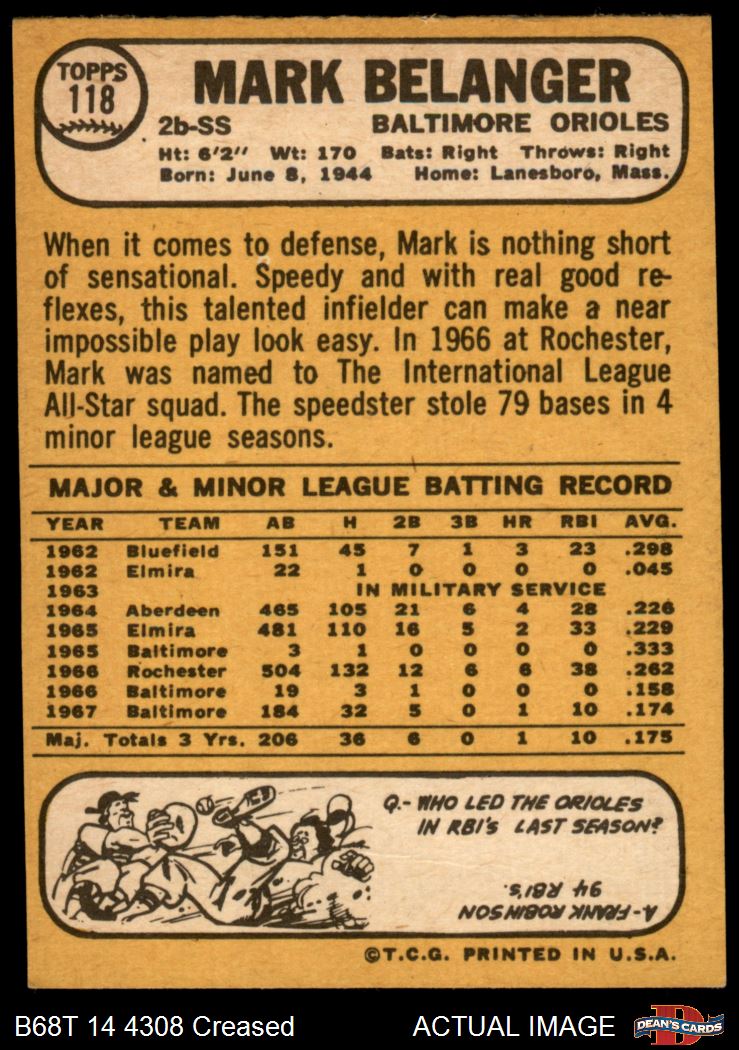 TOPPS
118
MARK BELANGER
2b-SS BALTIMORE ORIOLES
Ht: 6'2" Wt: 170 Bats: Right Throws: Right
Born: June 8, 1944 Home: Lanesboro, Mass.
When it comes to defense, Mark is nothing short
of sensational. Speedy and with real good re-
flexes, this talented infielder can make a near
impossible play look easy. In 1966 at Rochester,
Mark was named to The International League
All-Star squad. The speedster stole 79 bases in 4
minor league seasons.
MAJOR & MINOR LEAGUE BATTING RECORD
YEAR TEAM AB H 2B 3B HR RBI AVG.
1962 Bluefield 151 45 7 1 3 23 .298
1962 Elmira 22 1 0 0 0 0 .045
1963 IN MILITARY SERVICE
1964 Aberdeen 465 105 21 6 4 28 .226
1965 Elmira 481 110 16 5 2 33 .229
1965 Baltimore 3 1 0 0 0 0 .333
1966 Rochester 504 132 12 6 6 38 .262
1966 Baltimore 19 3 1 0 0 0 .158
1967 Baltimore 184 32 5 0 1 10 .174
Maj. Totals 3 Yrs. 206 36 6 0 1 10 .175
Q.- WHO LED THE ORIOLES
IN RBI'S LAST SEASON?
A-FRANK ROBINSON
94 RBI'S.
©T.C.G. PRINTED IN U.S.A.
B68T 14 4308 Creased ACTUAL IMAGE
DEAN'S CARDS